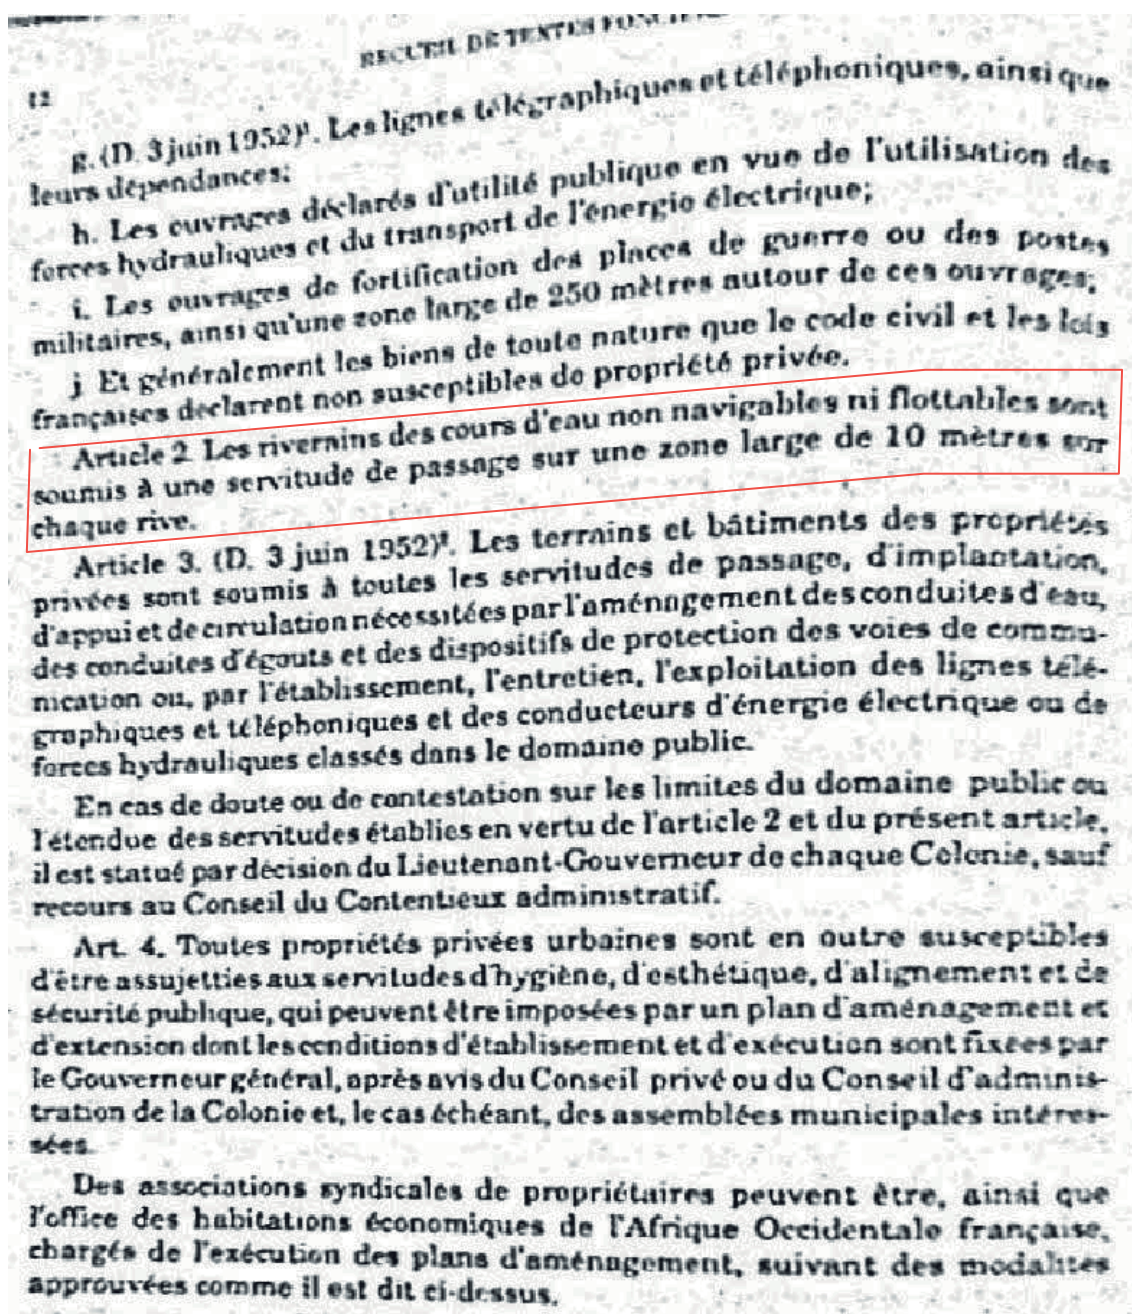 RECUEIL DE TEXTES
12
g. (D. 3 juin 1952)¹. Les lignes télégraphiques et téléphoniques, ainsi que
leurs dépendances;
h. Les ouvrages déclarés d'utilité publique en vue de l'utilisation des
forces hydrauliques et du transport de l'énergie électrique;
i. Les ouvrages de fortification des places de guerre ou des postes
militaires, ainsi qu'une zone large de 250 mètres autour de ces ouvrages;
j Et généralement les biens de toute nature que le code civil et les lois
françaises déclarent non susceptibles de propriété privée.
Article 2 Les riverains des cours d'eau non navigables ni flottables sont
soumis à une servitude de passage sur une zone large de 10 mètres sur
chaque rive.
Article 3. (D. 3 juin 1952)². Les terrains et bâtiments des propriétés
privées sont soumis à toutes les servitudes de passage, d'implantation,
d'appui et de circulation nécessitées par l'aménagement des conduites d'eau,
des conduites d'égouts et des dispositifs de protection des voies de commu-
nication ou, par l'établissement, l'entretien, l'exploitation des lignes télé-
graphiques et téléphoniques et des conducteurs d'énergie électrique ou de
forces hydrauliques classés dans le domaine public.
En cas de doute ou de contestation sur les limites du domaine public ou
l'étendue des servitudes établies en vertu de l'article 2 et du présent article,
il est statué par décision du Lieutenant-Gouverneur de chaque Colonie, sauf
recours au Conseil du Contentieux administratif.
Art. 4. Toutes propriétés privées urbaines sont en outre susceptibles
d'être assujetties aux servitudes d'hygiène, d'esthétique, d'alignement et de
sécurité publique, qui peuvent être imposées par un plan d'aménagement et
d'extension dont les conditions d'établissement et d'exécution sont fixées par
le Gouverneur général, après avis du Conseil privé ou du Conseil d'adminis-
tration de la Colonie et, le cas échéant, des assemblées municipales intéres-
sées.
Des associations syndicales de propriétaires peuvent être, ainsi que
l'office des habitations économiques de l'Afrique Occidentale française,
chargés de l'exécution des plans d'aménagement, suivant des modalités
approuvées comme il est dit ci-dessus.